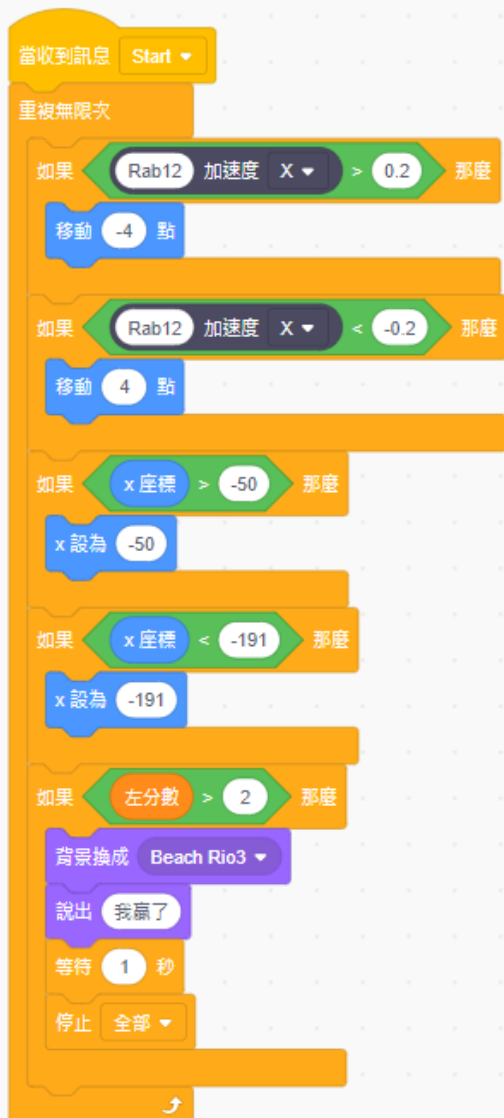 當收到訊息 Start
重複無限次
如果 Rab12 加速度 X > 0.2 那麼
移動 -4 點
如果 Rab12 加速度 X < -0.2 那麼
移動 4 點
如果 x 座標 > -50 那麼
x 設為 -50
如果 x 座標 < -191 那麼
x 設為 -191
如果 左分數 > 2 那麼
背景換成 Beach Rio3
說出 我贏了
等待 1 秒
停止 全部